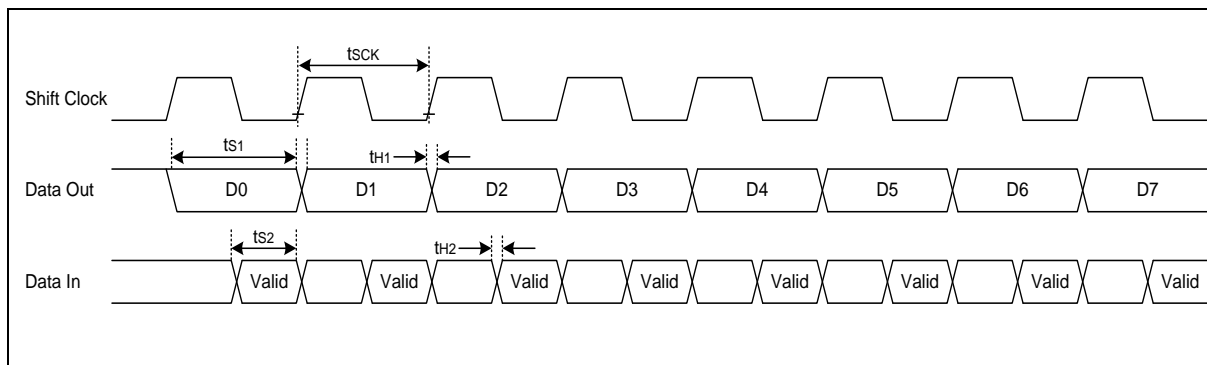 tSCK
Shift Clock
tS1
tH1
Data Out D0 D1 D2 D3 D4 D5 D6 D7
tS2
tH2
Data In Valid Valid Valid Valid Valid Valid Valid Valid